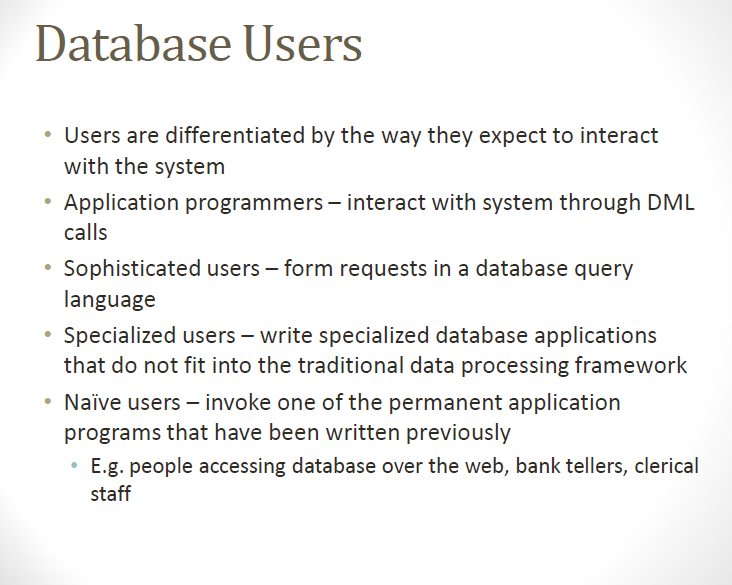 Database Users
• Users are differentiated by the way they expect to interact
with the system
• Application programmers – interact with system through DML
calls
• Sophisticated users – form requests in a database query
language
• Specialized users – write specialized database applications
that do not fit into the traditional data processing framework
• Naïve users – invoke one of the permanent application
programs that have been written previously
• E.g. people accessing database over the web, bank tellers, clerical
staff